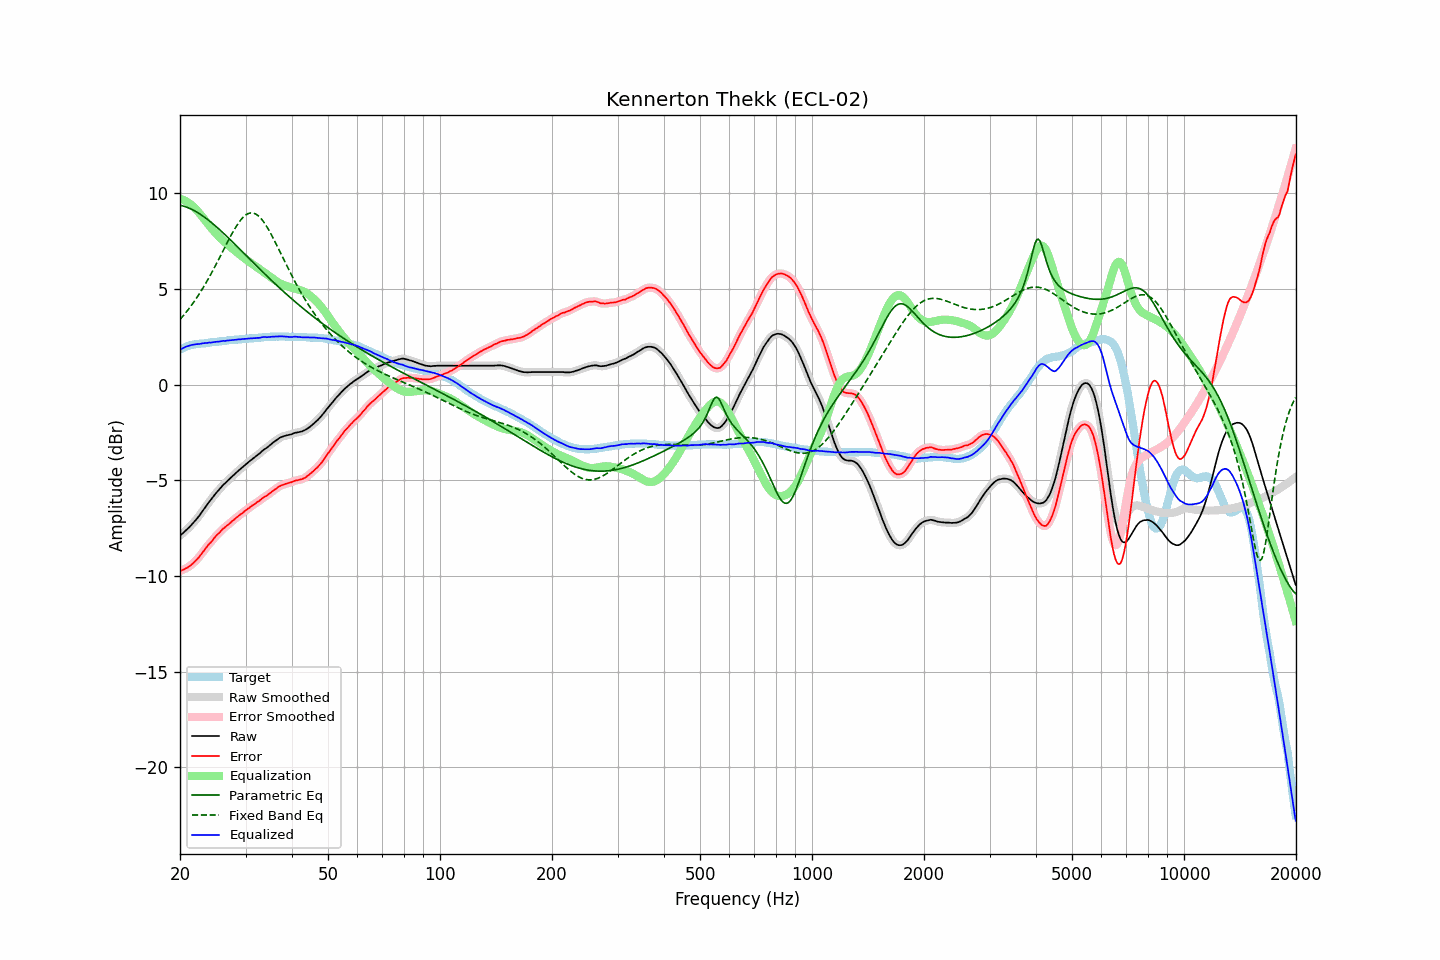 Kennerton Thekk (ECL-02)
Amplitude (dBr)
10
5
0
−5
−10
−15
−20
Target
Raw Smoothed
Error Smoothed
Raw
Error
Equalization
Parametric Eq
Fixed Band Eq
Equalized
20 50 100 200 500 1000 2000 5000 10000 20000
Frequency (Hz)